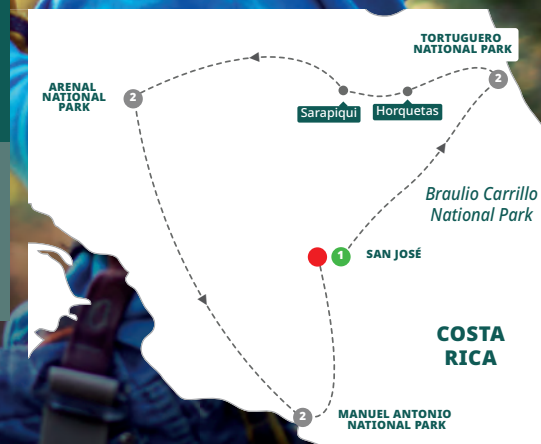 TORTUGUERO
NATIONAL PARK
2
ARENAL
NATIONAL
PARK
2
Sarapiqui
Horquetas
Braulio Carrillo
National Park
1
SAN JOSÉ
COSTA
RICA
2
MANUEL ANTONIO
NATIONAL PARK